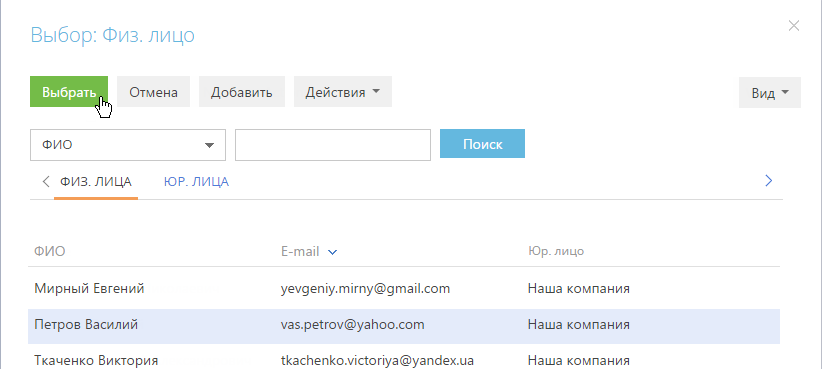 Выбор: Физ. лицо
Выбрать Отмена Добавить Действия Вид
ФИО Поиск
ФИЗ. ЛИЦА ЮР. ЛИЦА
ФИО E-mail Юр. лицо
Мирный Евгений yevgeniy.mirny@gmail.com Наша компания
Петров Василий vas.petrov@yahoo.com Наша компания
Ткаченко Виктория tkachenko.victoriya@yandex.ua Наша компания